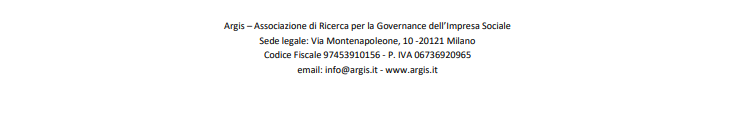 Argis – Associazione di Ricerca per la Governance dell'Impresa Sociale
Sede legale: Via Montenapoleone, 10 -20121 Milano
Codice Fiscale 97453910156 - P. IVA 06736920965
email: info@argis.it - www.argis.it